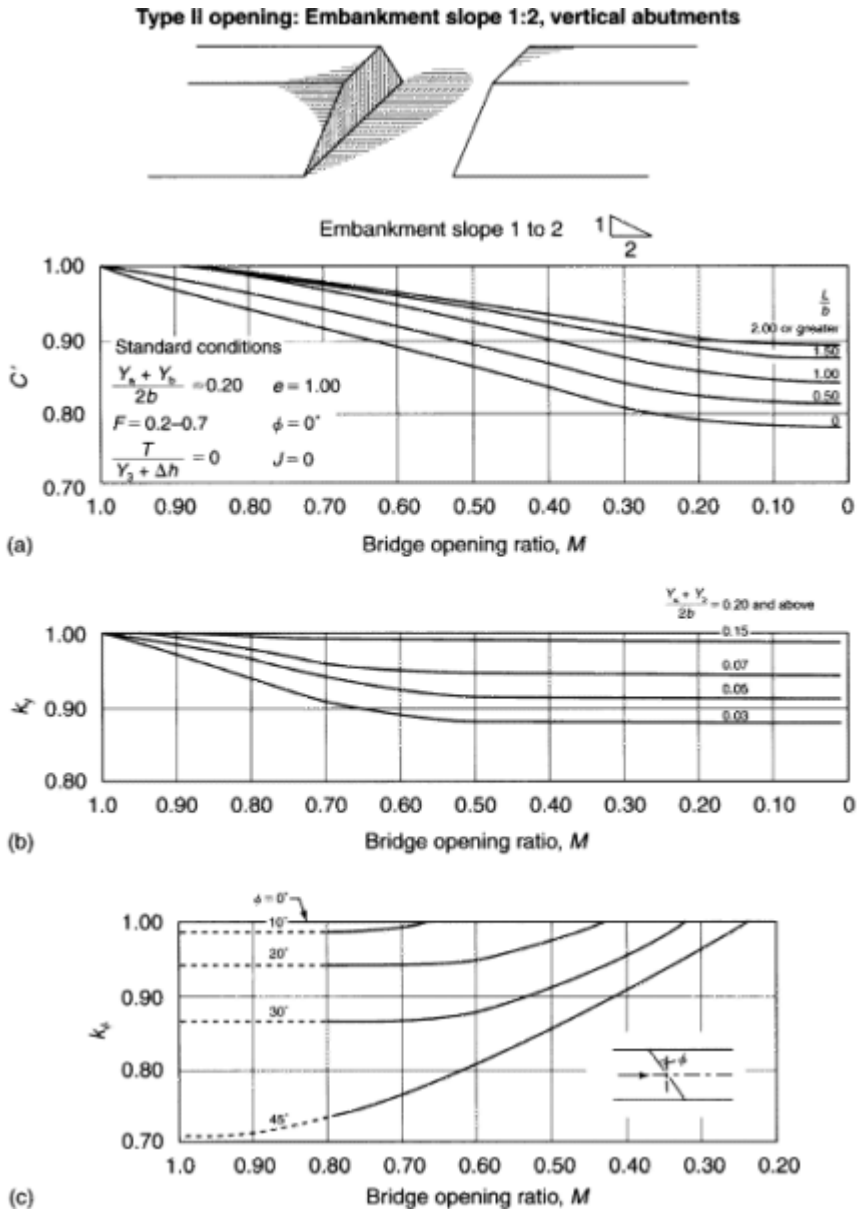 Type II opening: Embankment slope 1:2, vertical abutments
Embankment slope 1 to 2
1
2
1.00
0.90
0.80
0.70
C'
Standard conditions
(Ya + Yb)/2b = 0.20 e = 1.00
F = 0.2–0.7 ϕ = 0°
T/(Y3 + Δh) = 0 J = 0
L/b
2.00 or greater
1.50
1.00
0.50
0
1.0 0.90 0.80 0.70 0.60 0.50 0.40 0.30 0.20 0.10 0
(a)
Bridge opening ratio, M
(Ya + Yb)/2b = 0.20 and above
0.15
0.07
0.05
0.03
1.00
0.90
0.80
ky
1.0 0.90 0.80 0.70 0.60 0.50 0.40 0.30 0.20 0.10 0
(b)
Bridge opening ratio, M
ϕ = 0°
10°
20°
30°
45°
1.00
0.90
0.80
0.70
kϕ
ϕ
1.0 0.90 0.80 0.70 0.60 0.50 0.40 0.30 0.20
(c)
Bridge opening ratio, M